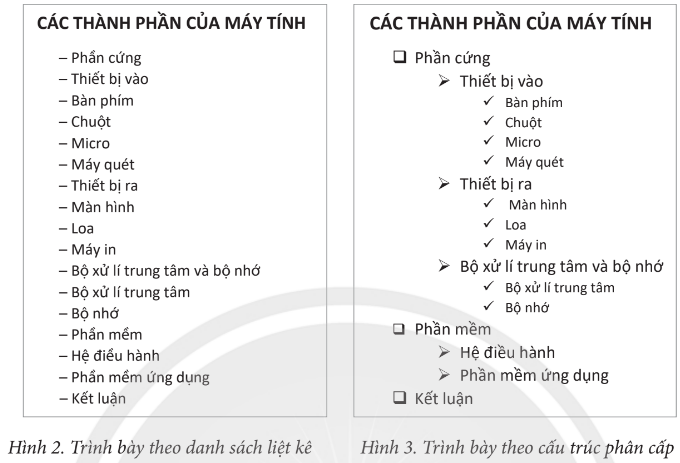 CÁC THÀNH PHẦN CỦA MÁY TÍNH
– Phần cứng
– Thiết bị vào
– Bàn phím
– Chuột
– Micro
– Máy quét
– Thiết bị ra
– Màn hình
– Loa
– Máy in
– Bộ xử lí trung tâm và bộ nhớ
– Bộ xử lí trung tâm
– Bộ nhớ
– Phần mềm
– Hệ điều hành
– Phần mềm ứng dụng
– Kết luận
Hình 2. Trình bày theo danh sách liệt kê
CÁC THÀNH PHẦN CỦA MÁY TÍNH
❑ Phần cứng
➢ Thiết bị vào
✓ Bàn phím
✓ Chuột
✓ Micro
✓ Máy quét
➢ Thiết bị ra
✓ Màn hình
✓ Loa
✓ Máy in
➢ Bộ xử lí trung tâm và bộ nhớ
✓ Bộ xử lí trung tâm
✓ Bộ nhớ
❑ Phần mềm
➢ Hệ điều hành
➢ Phần mềm ứng dụng
❑ Kết luận
Hình 3. Trình bày theo cấu trúc phân cấp